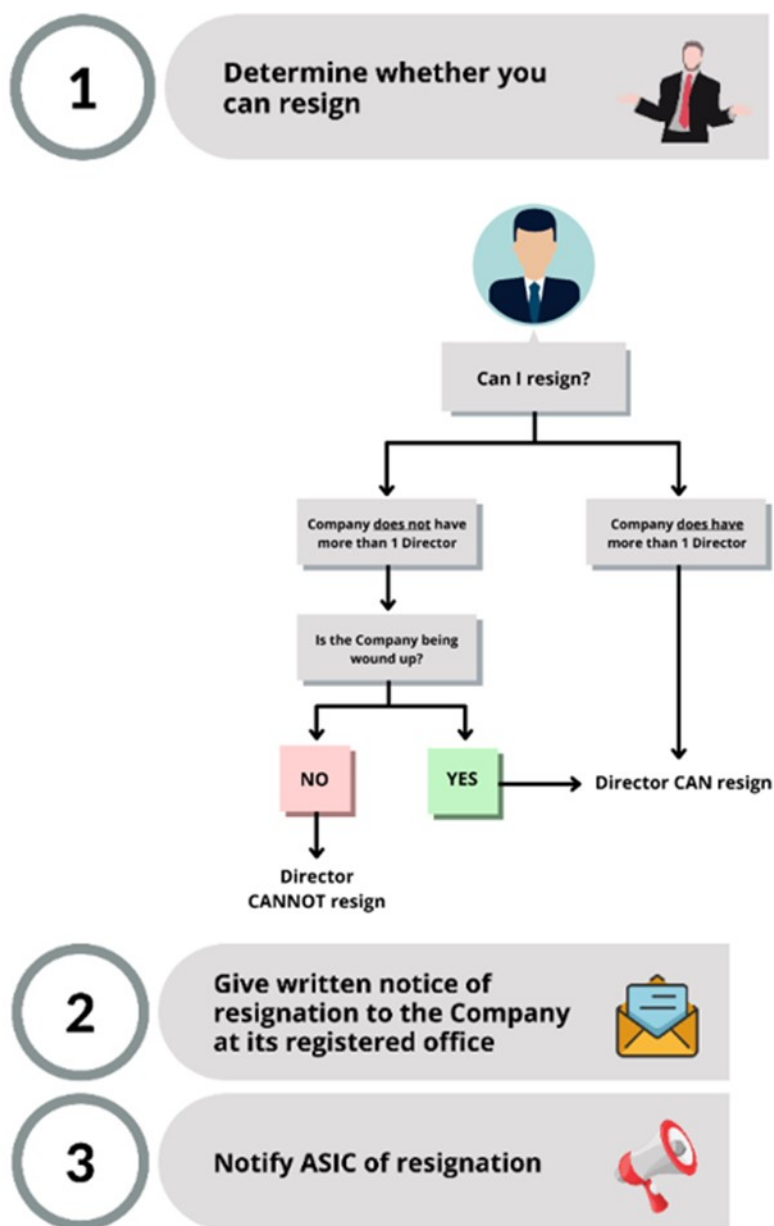 1
Determine whether you
can resign
Can I resign?
Company does not have
more than 1 Director
Company does have
more than 1 Director
Is the Company being
wound up?
NO
YES
Director CAN resign
Director
CANNOT resign
2
Give written notice of
resignation to the Company
at its registered office
3
Notify ASIC of resignation